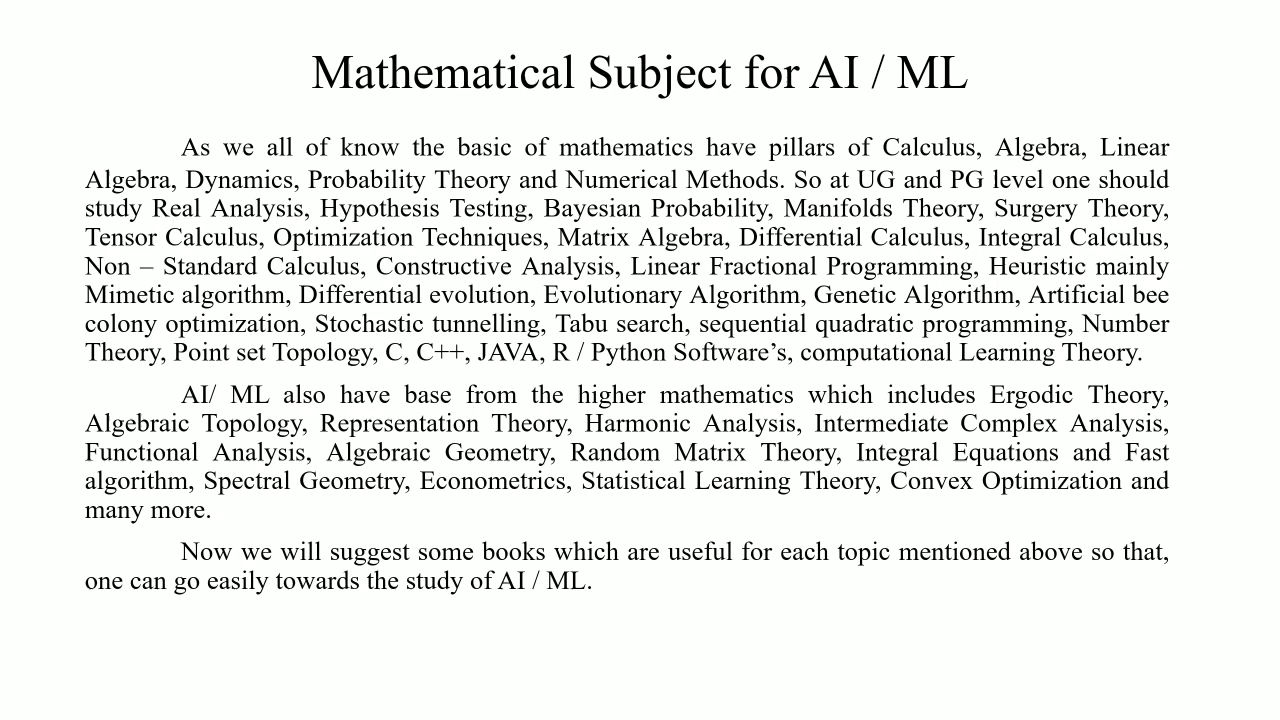 Mathematical Subject for AI / ML
As we all of know the basic of mathematics have pillars of Calculus, Algebra, Linear
Algebra, Dynamics, Probability Theory and Numerical Methods. So at UG and PG level one should
study Real Analysis, Hypothesis Testing, Bayesian Probability, Manifolds Theory, Surgery Theory,
Tensor Calculus, Optimization Techniques, Matrix Algebra, Differential Calculus, Integral Calculus,
Non – Standard Calculus, Constructive Analysis, Linear Fractional Programming, Heuristic mainly
Mimetic algorithm, Differential evolution, Evolutionary Algorithm, Genetic Algorithm, Artificial bee
colony optimization, Stochastic tunnelling, Tabu search, sequential quadratic programming, Number
Theory, Point set Topology, C, C++, JAVA, R / Python Software’s, computational Learning Theory.
AI/ ML also have base from the higher mathematics which includes Ergodic Theory,
Algebraic Topology, Representation Theory, Harmonic Analysis, Intermediate Complex Analysis,
Functional Analysis, Algebraic Geometry, Random Matrix Theory, Integral Equations and Fast
algorithm, Spectral Geometry, Econometrics, Statistical Learning Theory, Convex Optimization and
many more.
Now we will suggest some books which are useful for each topic mentioned above so that,
one can go easily towards the study of AI / ML.